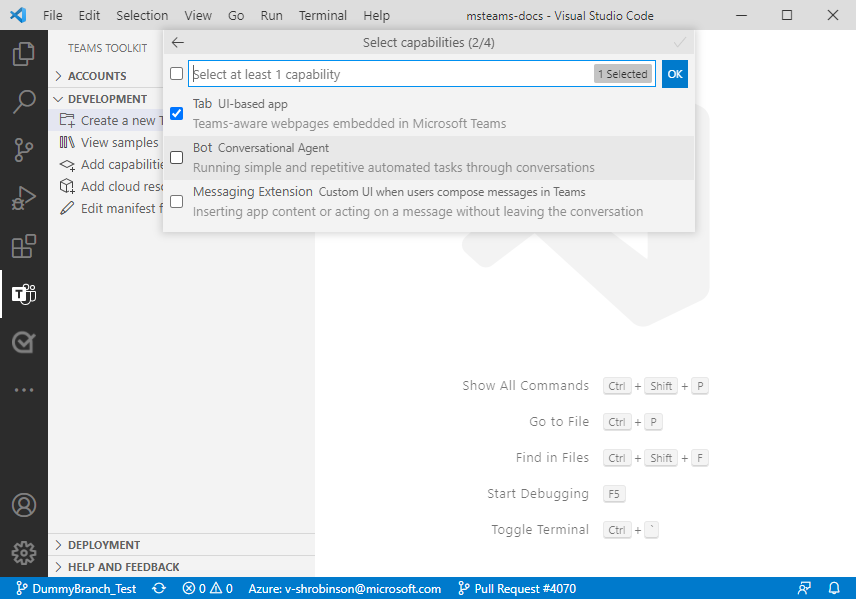 File Edit Selection View Go Run Terminal Help msteams-docs - Visual Studio Code
TEAMS TOOLKIT
ACCOUNTS
DEVELOPMENT
Create a new T
View samples
Add capabilitie
Add cloud reso
Edit manifest f
Select capabilities (2/4)
Select at least 1 capability 1 Selected OK
Tab UI-based app
Teams-aware webpages embedded in Microsoft Teams
Bot Conversational Agent
Running simple and repetitive automated tasks through conversations
Messaging Extension Custom UI when users compose messages in Teams
Inserting app content or acting on a message without leaving the conversation
Show All Commands Ctrl + Shift + P
Go to File Ctrl + P
Find in Files Ctrl + Shift + F
Start Debugging F5
Toggle Terminal Ctrl + `
DEPLOYMENT
HELP AND FEEDBACK
DummyBranch_Test 0 0 Azure: v-shrobinson@microsoft.com Pull Request #4070